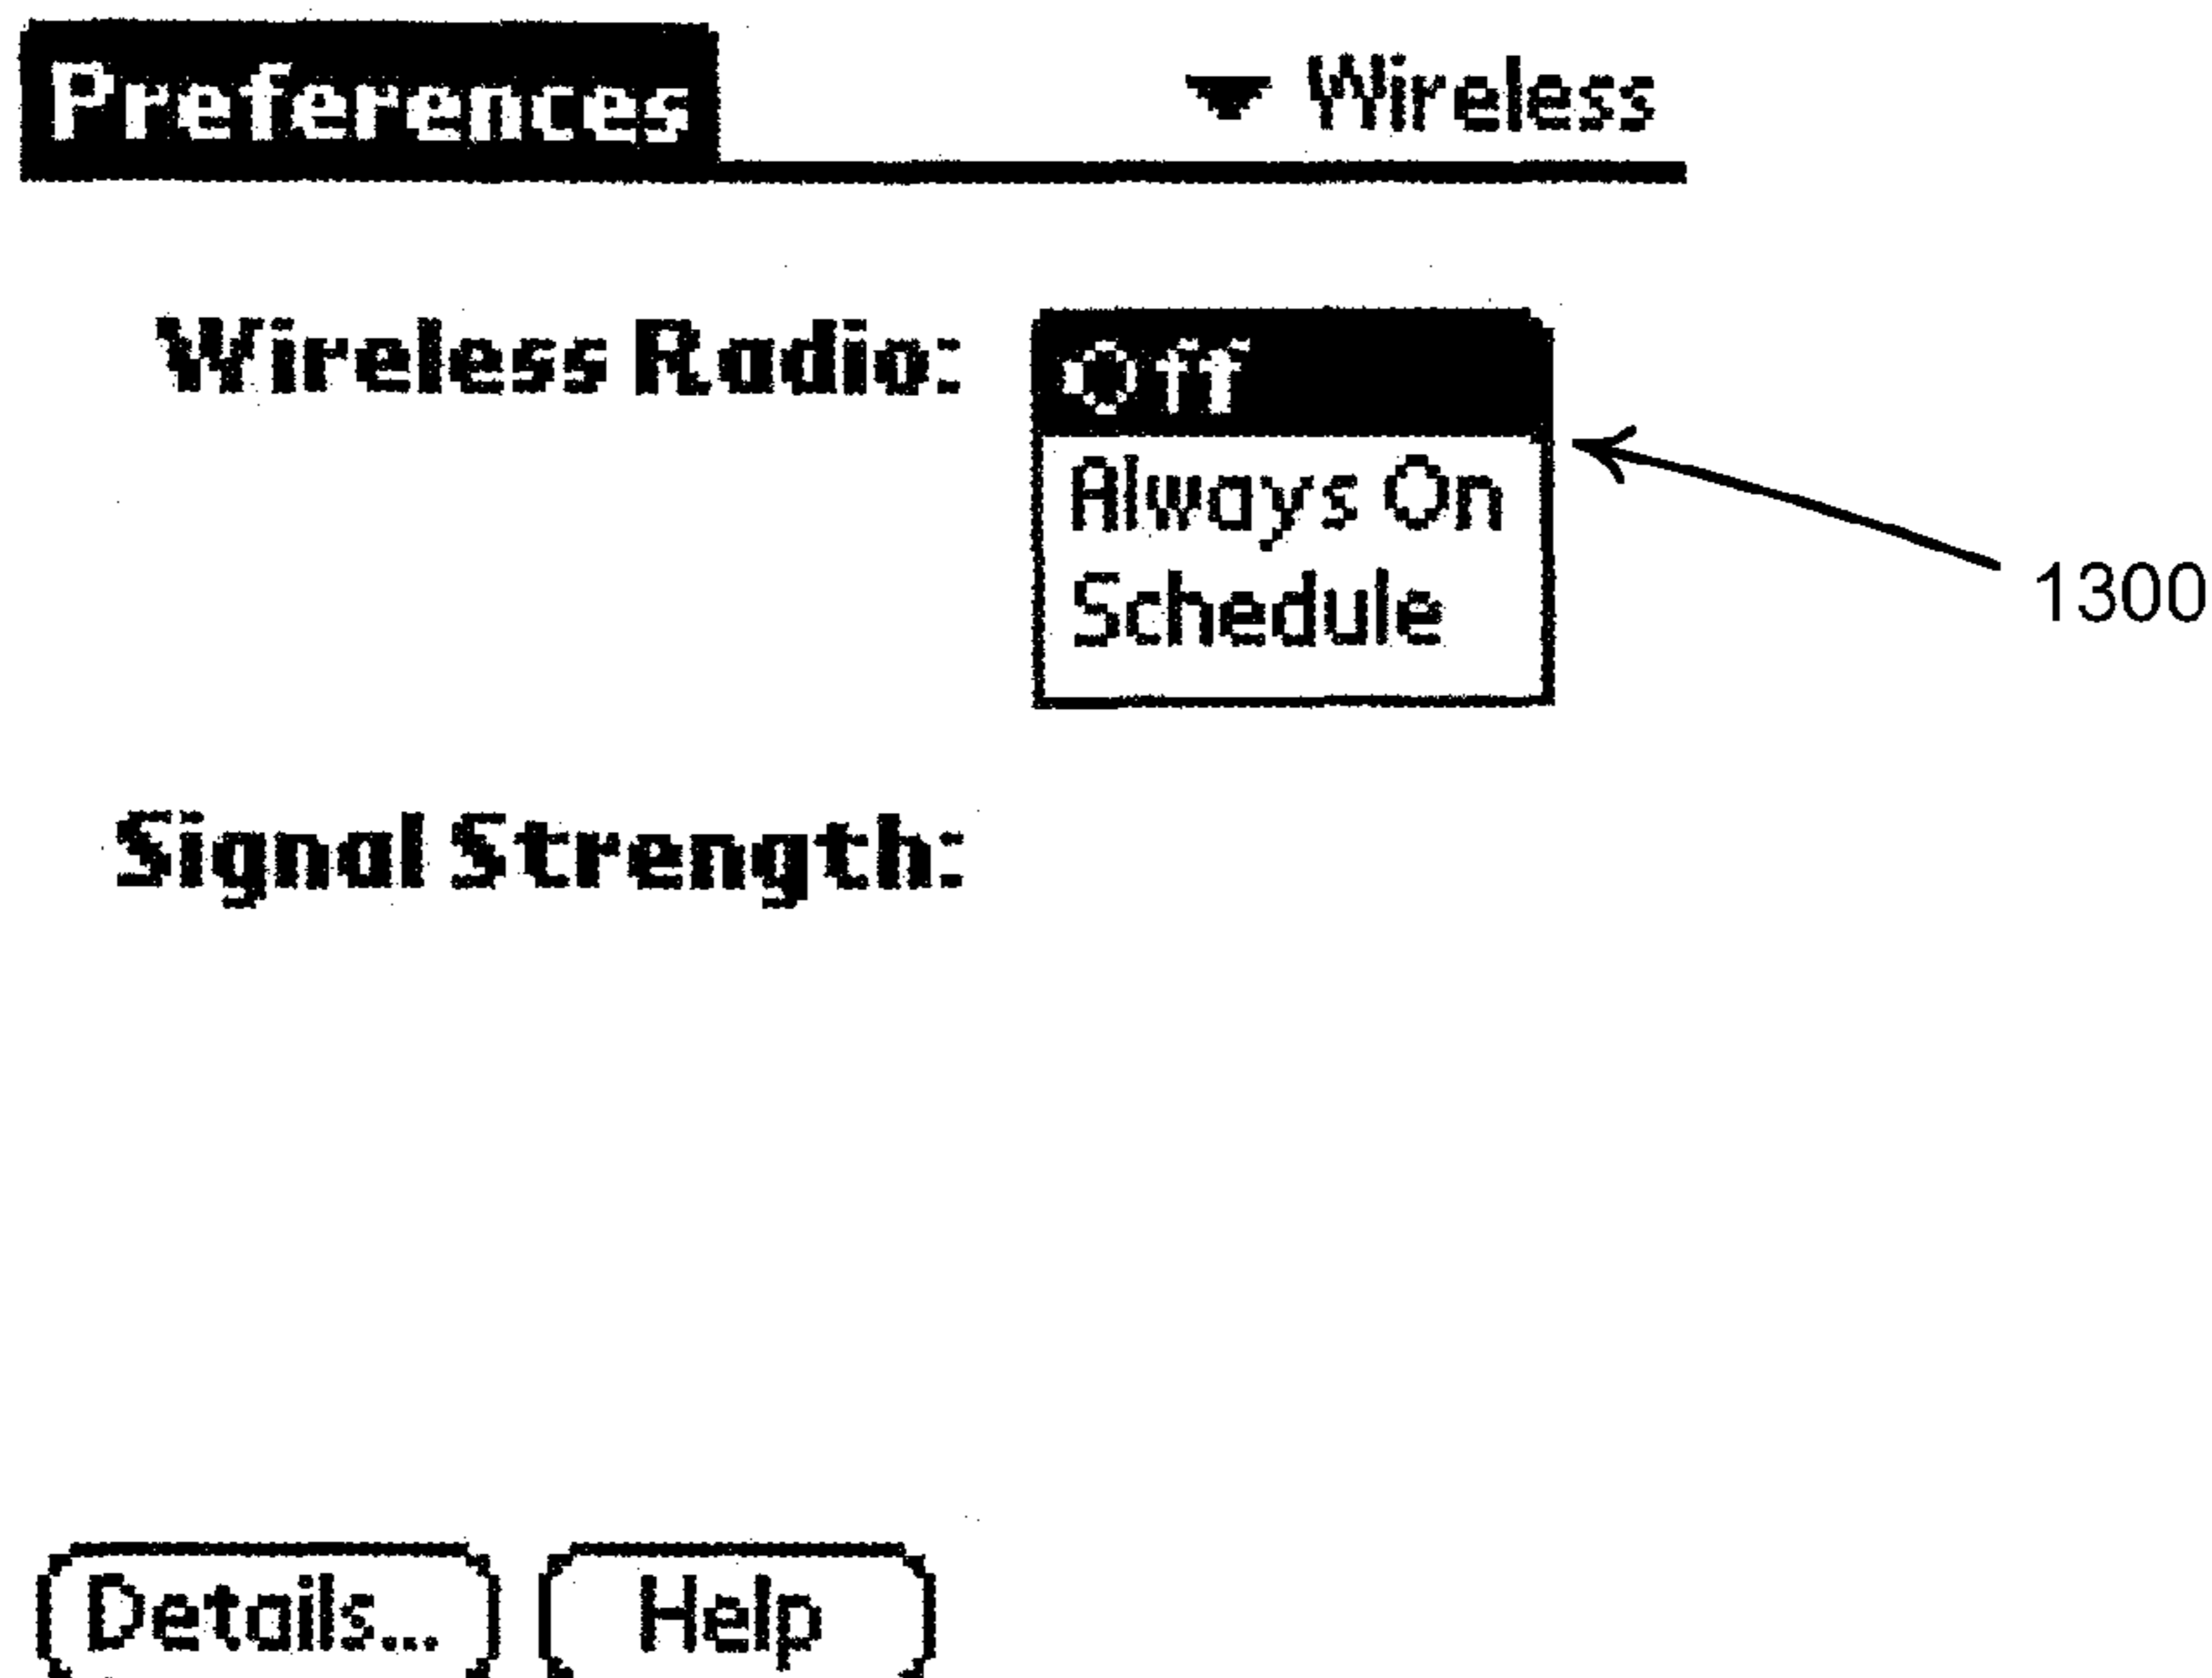 Preferences
Wireless
Wireless Radio:
Off
Always On
Schedule
1300
Signal Strength:
Details...
Help